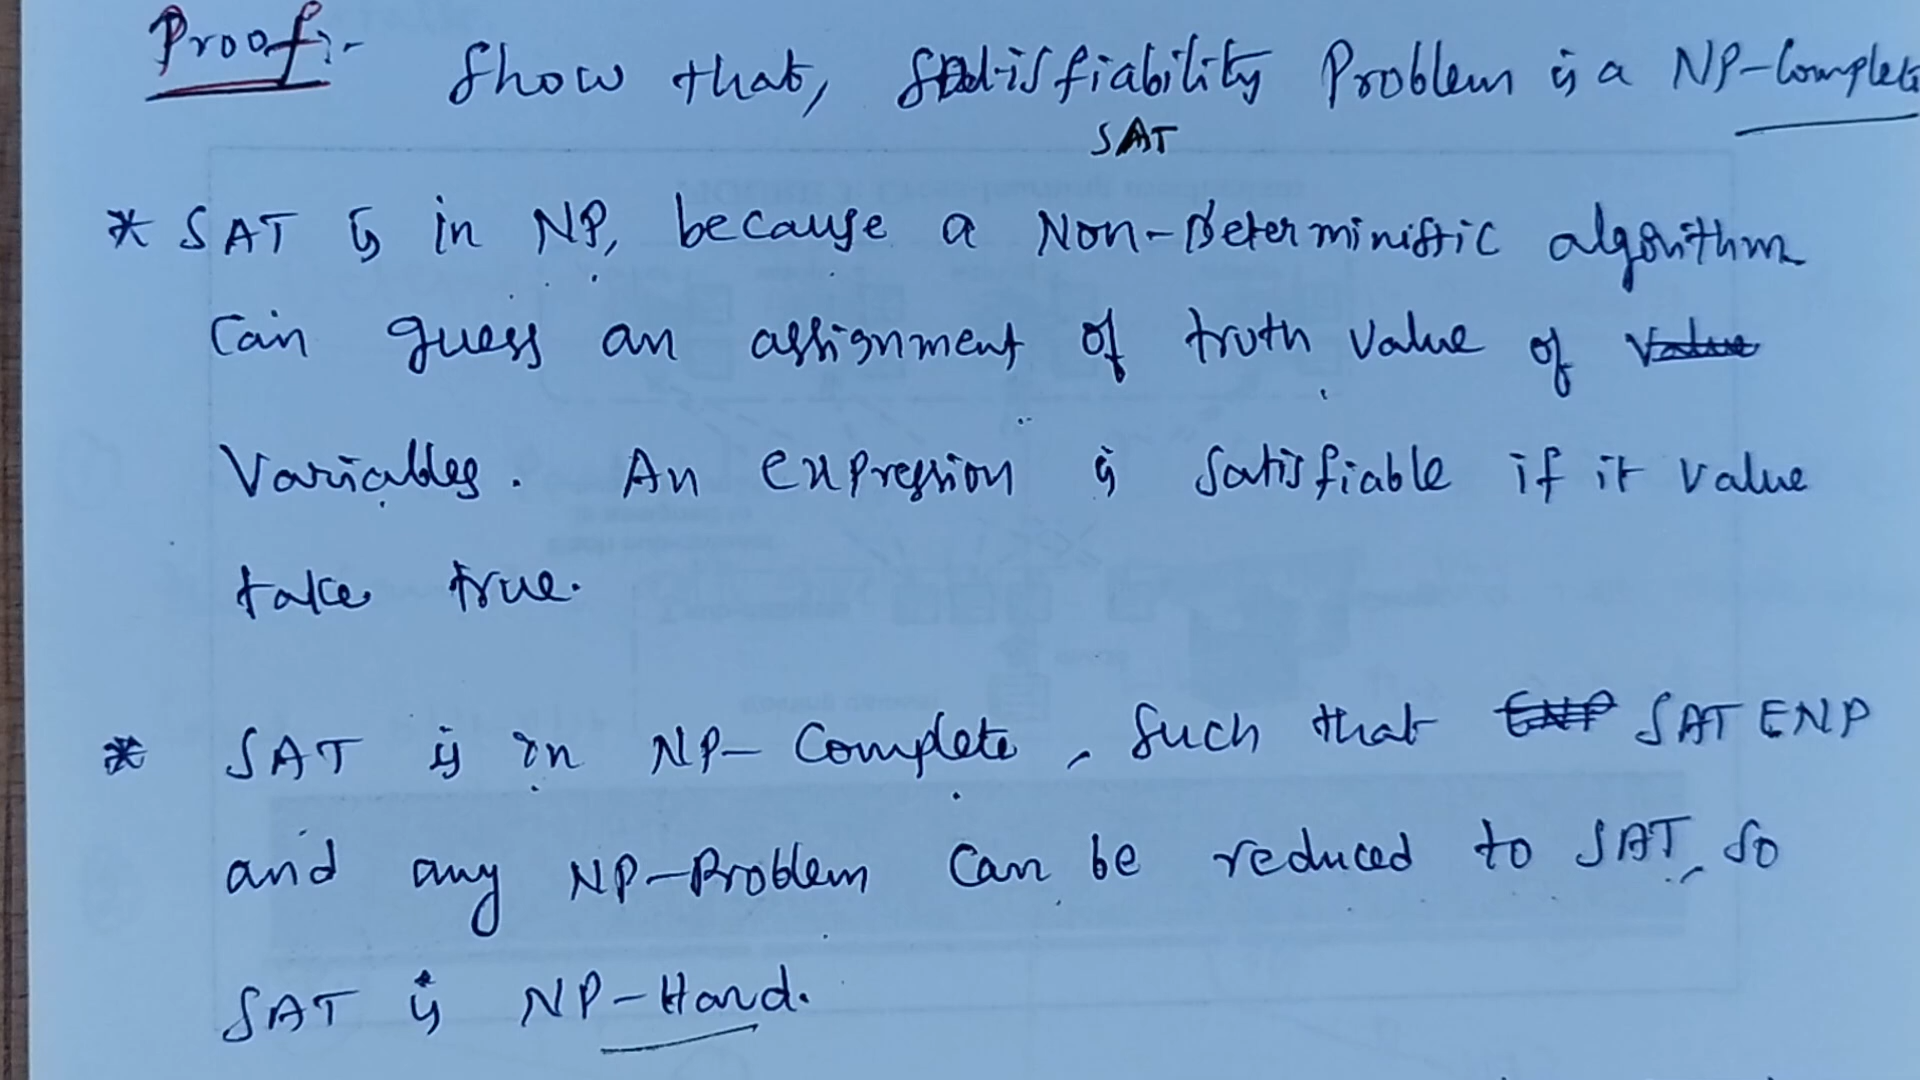 Proof:- Show that, Satisfiability Problem is a NP-Complete
SAT
* SAT is in NP, because a Non-Deterministic algorithm
Can guess an assignment of truth value of value
Variables. An expression is Satisfiable if it value
take true.
* SAT is in NP-Complete, Such that ENP SAT ENP
and any NP-Problem Can be reduced to SAT, So
SAT is NP-Hard.